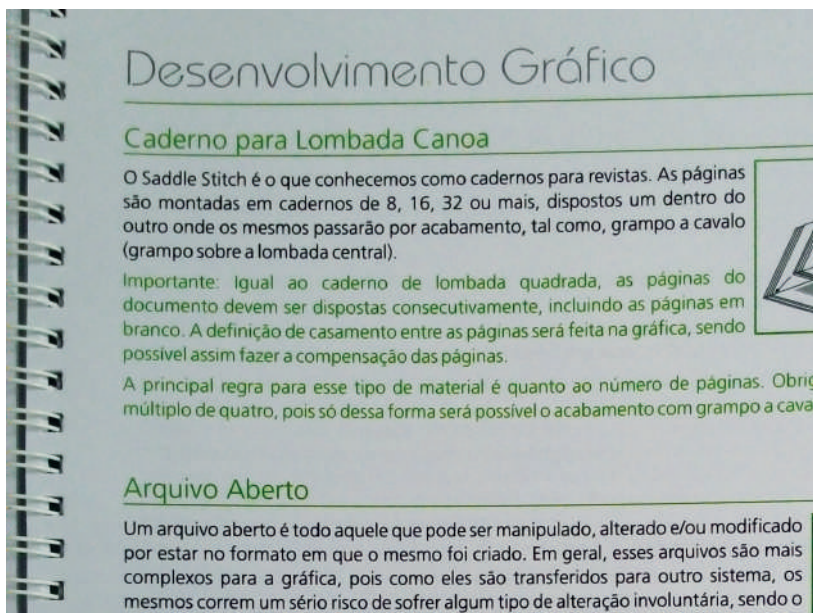 Desenvolvimento Gráfico
Caderno para Lombada Canoa
O Saddle Stitch é o que conhecemos como cadernos para revistas. As páginas
são montadas em cadernos de 8, 16, 32 ou mais, dispostos um dentro do
outro onde os mesmos passarão por acabamento, tal como, grampo a cavalo
(grampo sobre a lombada central).
Importante: Igual ao caderno de lombada quadrada, as páginas do
documento devem ser dispostas consecutivamente, incluindo as páginas em
branco. A definição de casamento entre as páginas será feita na gráfica, sendo
possível assim fazer a compensação das páginas.
A principal regra para esse tipo de material é quanto ao número de páginas.
múltiplo de quatro, pois só dessa forma será possível o acabamento com grampo a
Arquivo Aberto
Um arquivo aberto é todo aquele que pode ser manipulado, alterado e/ou modificado
por estar no formato em que o mesmo foi criado. Em geral, esses arquivos são mais
complexos para a gráfica, pois como eles são transferidos para outro sistema, os
mesmos correm um sério risco de sofrer algum tipo de alteração involuntária, sendo o